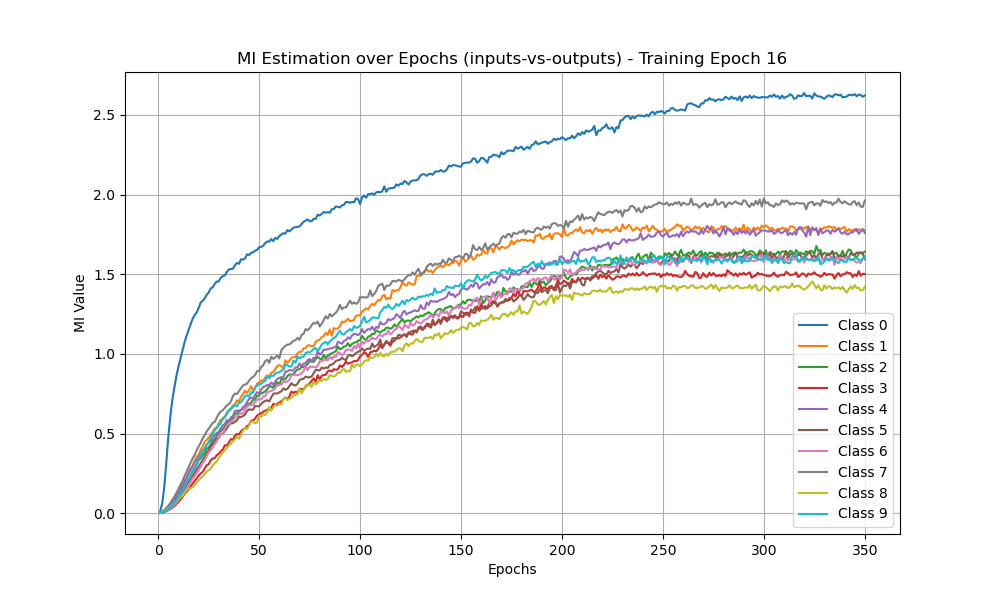 MI Estimation over Epochs (inputs-vs-outputs) - Training Epoch 16
MI Value
2.5
2.0
1.5
1.0
0.5
0.0
0 50 100 150 200 250 300 350
Epochs
Class 0
Class 1
Class 2
Class 3
Class 4
Class 5
Class 6
Class 7
Class 8
Class 9